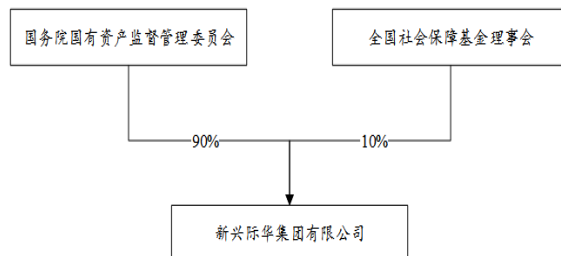 国务院国有资产监督管理委员会
全国社会保障基金理事会
90%
10%
新兴际华集团有限公司